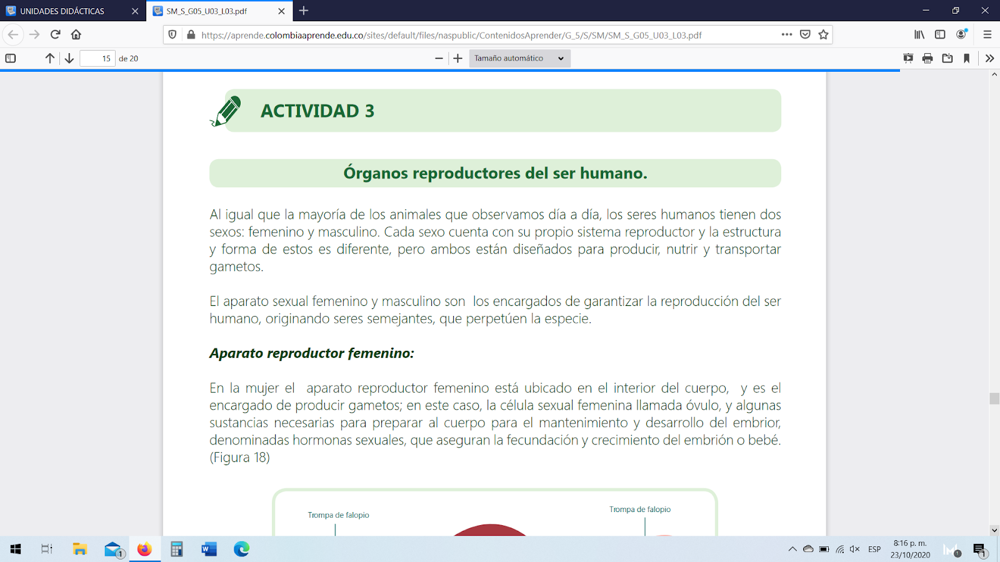 UNIDADES DIDÁCTICAS
SM_S_G05_U03_L03.pdf
https://aprende.colombiaaprende.edu.co/sites/default/files/naspublic/ContenidosAprender/G_5/S/SM/SM_S_G05_U03_L03.pdf
15 de 20
Tamaño automático
ACTIVIDAD 3
Órganos reproductores del ser humano.
Al igual que la mayoría de los animales que observamos día a día, los seres humanos tienen dos
sexos: femenino y masculino. Cada sexo cuenta con su propio sistema reproductor y la estructura
y forma de estos es diferente, pero ambos están diseñados para producir, nutrir y transportar
gametos.
El aparato sexual femenino y masculino son los encargados de garantizar la reproducción del ser
humano, originando seres semejantes, que perpetúen la especie.
Aparato reproductor femenino:
En la mujer el aparato reproductor femenino está ubicado en el interior del cuerpo, y es el
encargado de producir gametos; en este caso, la célula sexual femenina llamada óvulo, y algunas
sustancias necesarias para preparar al cuerpo para el mantenimiento y desarrollo del embrior,
denominadas hormonas sexuales, que aseguran la fecundación y crecimiento del embrión o bebé.
(Figura 18)
Trompa de falopio
Trompa de falopio
1
ESP
8:16 p. m.
23/10/2020
1
1